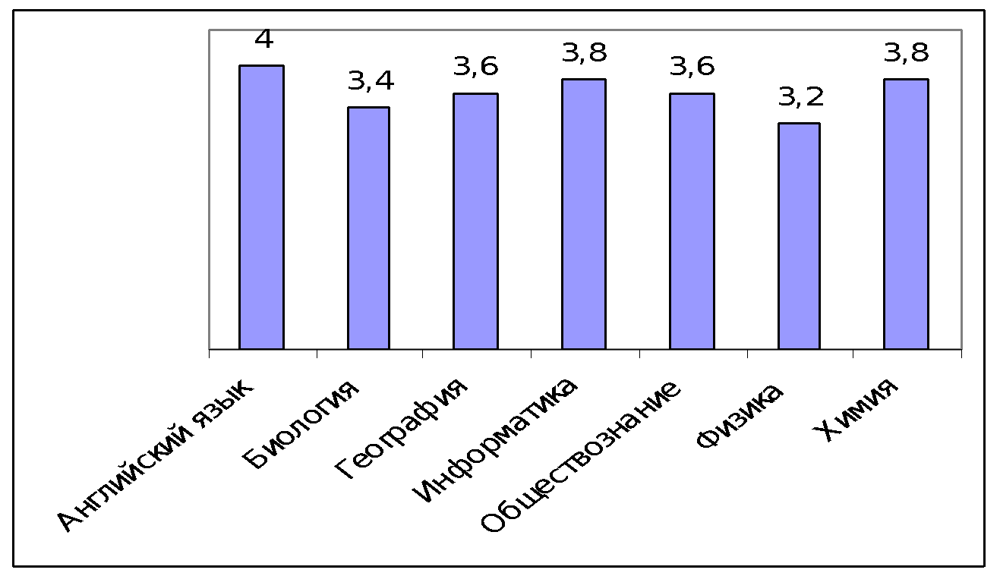 4
3,4
3,6
3,8
3,6
3,2
3,8
Английский язык
Биология
География
Информатика
Обществознание
Физика
Химия